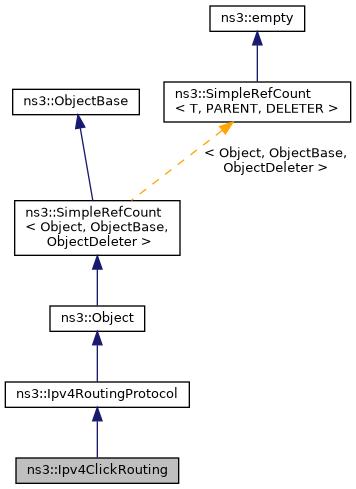 ns3::empty
ns3::ObjectBase
ns3::SimpleRefCount
< T, PARENT, DELETER >
< Object, ObjectBase,
ObjectDeleter >
ns3::SimpleRefCount
< Object, ObjectBase,
ObjectDeleter >
ns3::Object
ns3::Ipv4RoutingProtocol
ns3::Ipv4ClickRouting